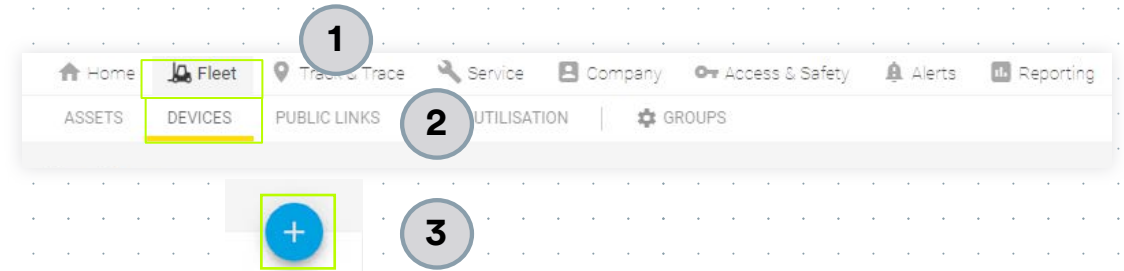 1
Home Fleet Track & Trace Service Company Access & Safety Alerts Reporting
ASSETS DEVICES PUBLIC LINKS 2 UTILISATION GROUPS
+ 3